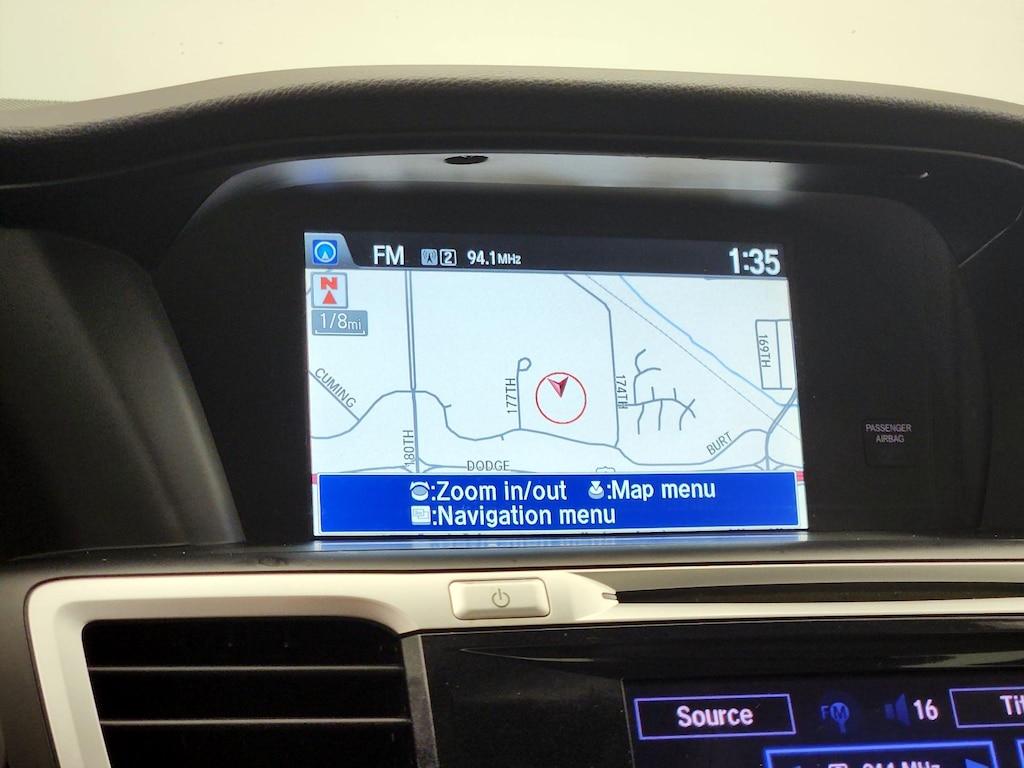 FM 2 94.1MHz 1:35
N
1/8mi
169TH
CUMING
177TH
174TH
180TH
BURT
DODGE
PASSENGER
AIRBAG
:Zoom in/out :Map menu
:Navigation menu
Source FM 16